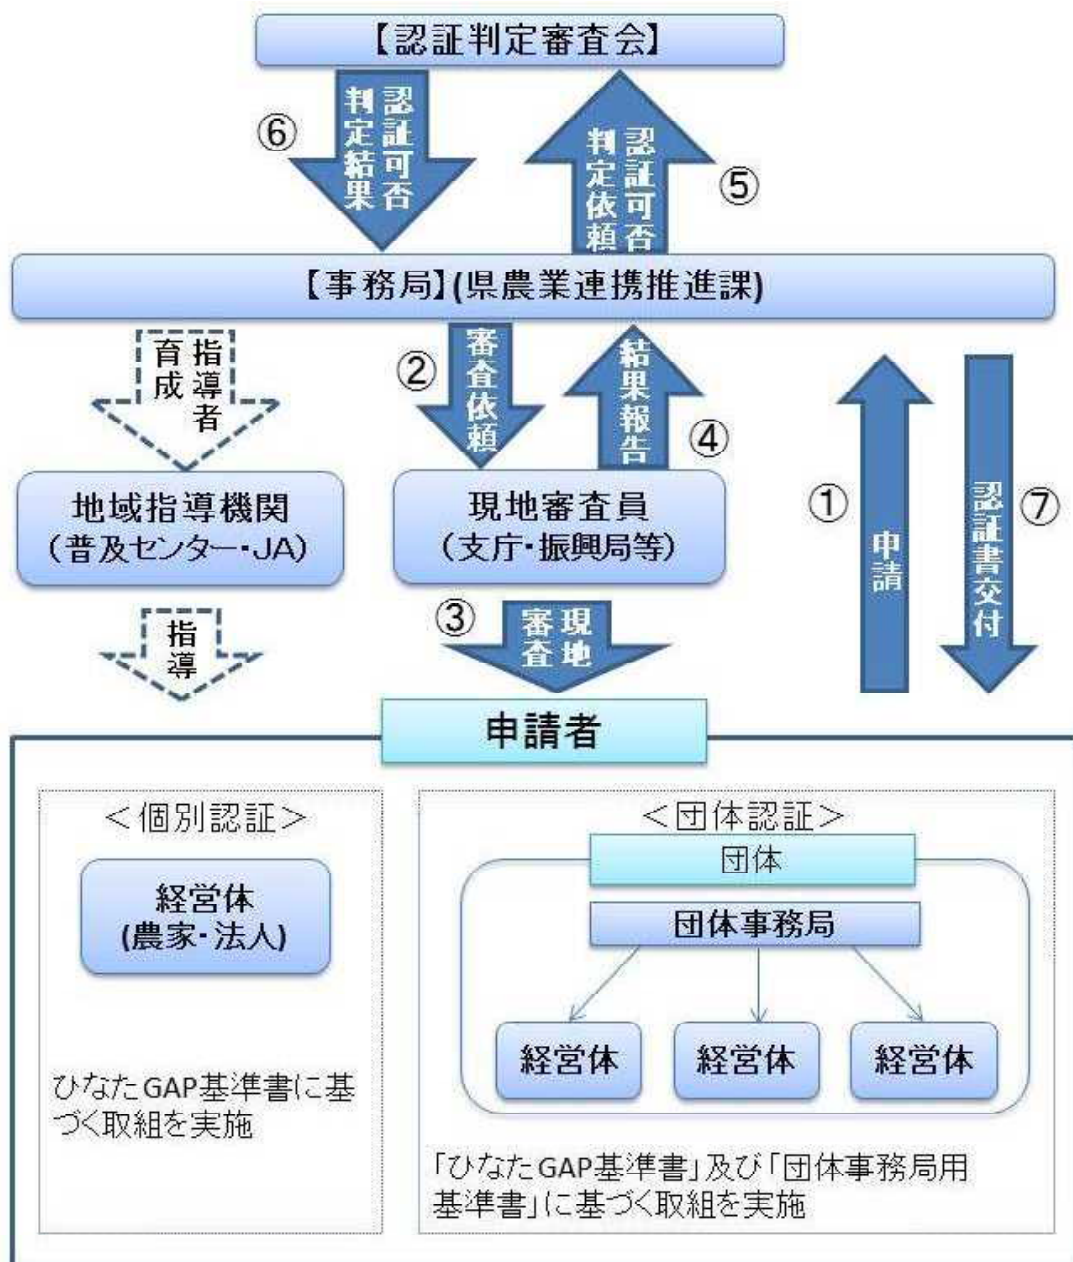 【認証判定審査会】
⑥
認証可否
判定結果
認証可否
判定依頼
⑤
【事務局】(県農業連携推進課)
指導者
育成
②
審査依頼
結果報告
④
①
申請
認証書交付
⑦
地域指導機関
(普及センター・JA)
現地審査員
(支庁・振興局等)
指導
③
現地
審査
申請者
＜個別認証＞
経営体
(農家・法人)
ひなたGAP基準書に基
づく取組を実施
＜団体認証＞
団体
団体事務局
経営体
経営体
経営体
「ひなたGAP基準書」及び「団体事務局用
基準書」に基づく取組を実施